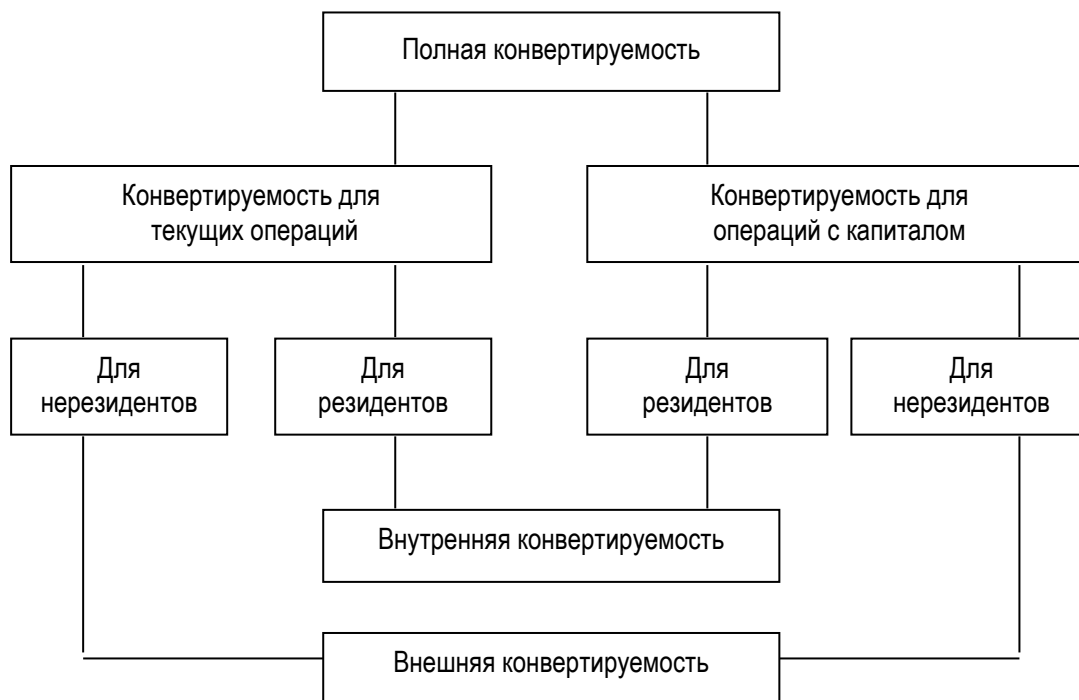 Полная конвертируемость
Конвертируемость для
текущих операций
Конвертируемость для
операций с капиталом
Для
нерезидентов
Для
резидентов
Для
резидентов
Для
нерезидентов
Внутренняя конвертируемость
Внешняя конвертируемость